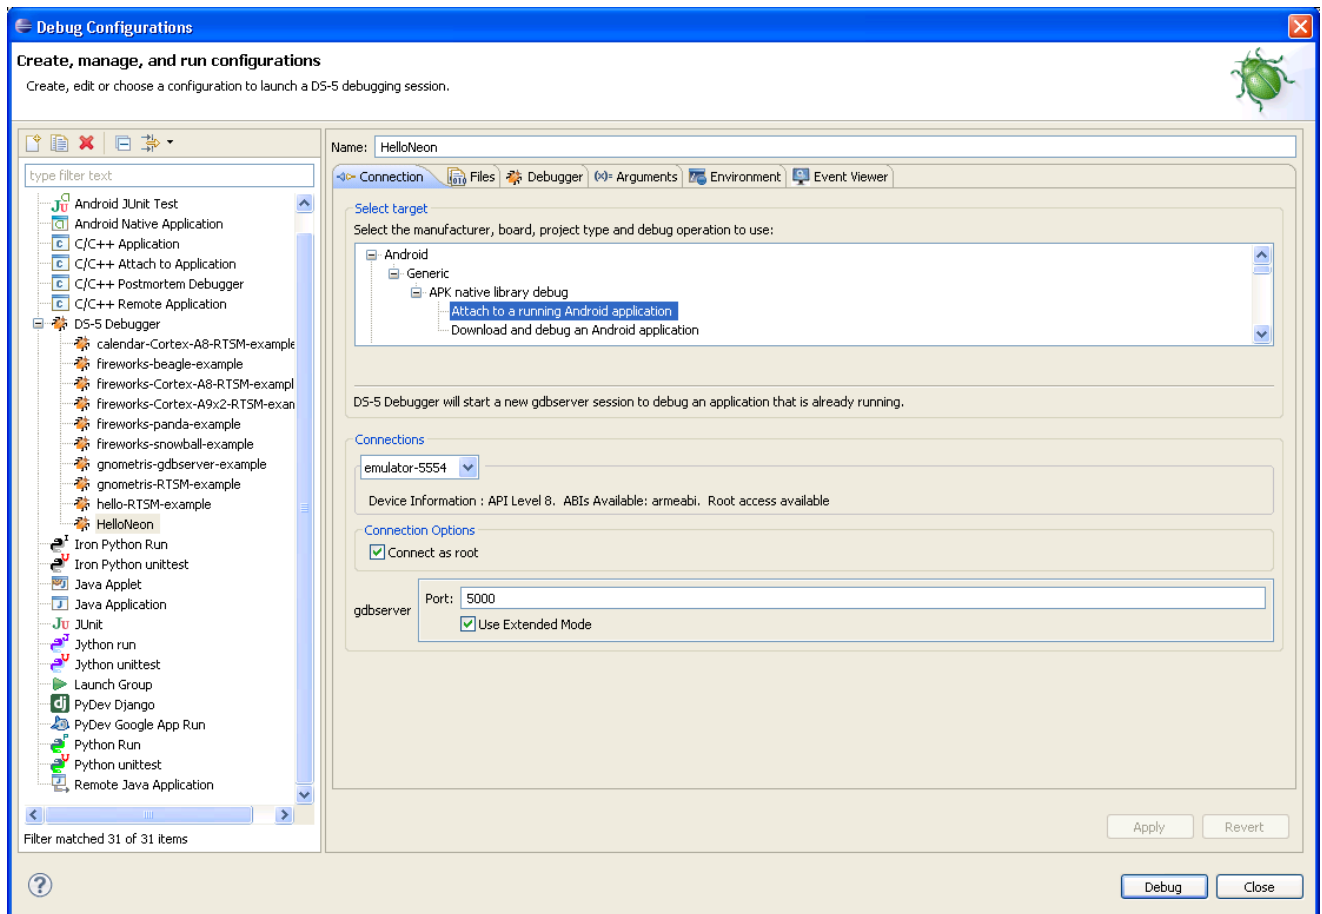 Debug Configurations
Create, manage, and run configurations
Create, edit or choose a configuration to launch a DS-5 debugging session.
type filter text
Android JUnit Test
Android Native Application
C/C++ Application
C/C++ Attach to Application
C/C++ Postmortem Debugger
C/C++ Remote Application
DS-5 Debugger
calendar-Cortex-A8-RTSM-example
fireworks-beagle-example
fireworks-Cortex-A8-RTSM-exampl
fireworks-Cortex-A9x2-RTSM-exan
fireworks-panda-example
fireworks-snowball-example
gnometris-gdbserver-example
gnometris-RTSM-example
hello-RTSM-example
HelloNeon
Iron Python Run
Iron Python unittest
Java Applet
Java Application
JUnit
Jython run
Jython unittest
Launch Group
PyDev Django
PyDev Google App Run
Python Run
Python unittest
Remote Java Application
Filter matched 31 of 31 items
Name: HelloNeon
Connection Files Debugger Arguments Environment Event Viewer
Select target
Select the manufacturer, board, project type and debug operation to use:
Android
Generic
APK native library debug
Attach to a running Android application
Download and debug an Android application
DS-5 Debugger will start a new gdbserver session to debug an application that is already running.
Connections
emulator-5554
Device Information : API Level 8. ABIs Available: armeabi. Root access available
Connection Options
Connect as root
gdbserver
Port: 5000
Use Extended Mode
Apply Revert
? Debug Close